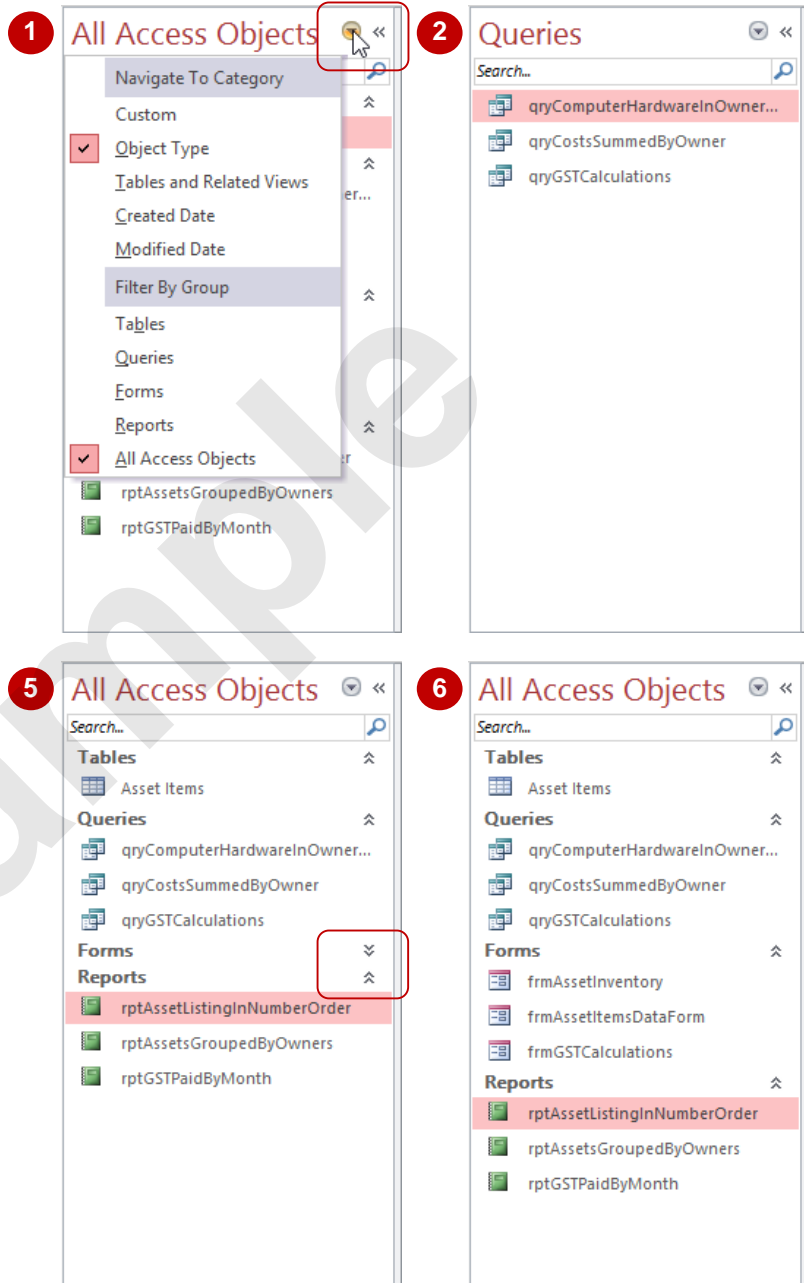 1
All Access Objects
Navigate To Category
Custom
Object Type
Tables and Related Views
er...
Created Date
Modified Date
Filter By Group
Tables
Queries
Forms
Reports
All Access Objects
er
rptAssetsGroupedByOwners
rptGSTPaidByMonth
2
Queries
Search...
qryComputerHardwareInOwner...
qryCostsSummedByOwner
qryGSTCalculations
5
All Access Objects
Search...
Tables
Asset Items
Queries
qryComputerHardwareInOwner...
qryCostsSummedByOwner
qryGSTCalculations
Forms
Reports
rptAssetListingInNumberOrder
rptAssetsGroupedByOwners
rptGSTPaidByMonth
6
All Access Objects
Search...
Tables
Asset Items
Queries
qryComputerHardwareInOwner...
qryCostsSummedByOwner
qryGSTCalculations
Forms
frmAssetInventory
frmAssetItemsDataForm
frmGSTCalculations
Reports
rptAssetListingInNumberOrder
rptAssetsGroupedByOwners
rptGSTPaidByMonth
ample